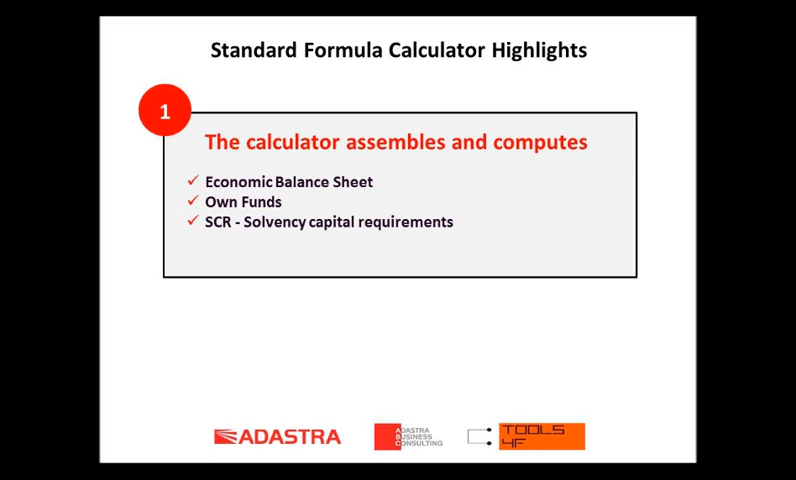 Standard Formula Calculator Highlights
1
The calculator assembles and computes
Economic Balance Sheet
Own Funds
SCR - Solvency capital requirements
ADASTRA
ADASTRA
BUSINESS
CONSULTING
TOOLS
4F